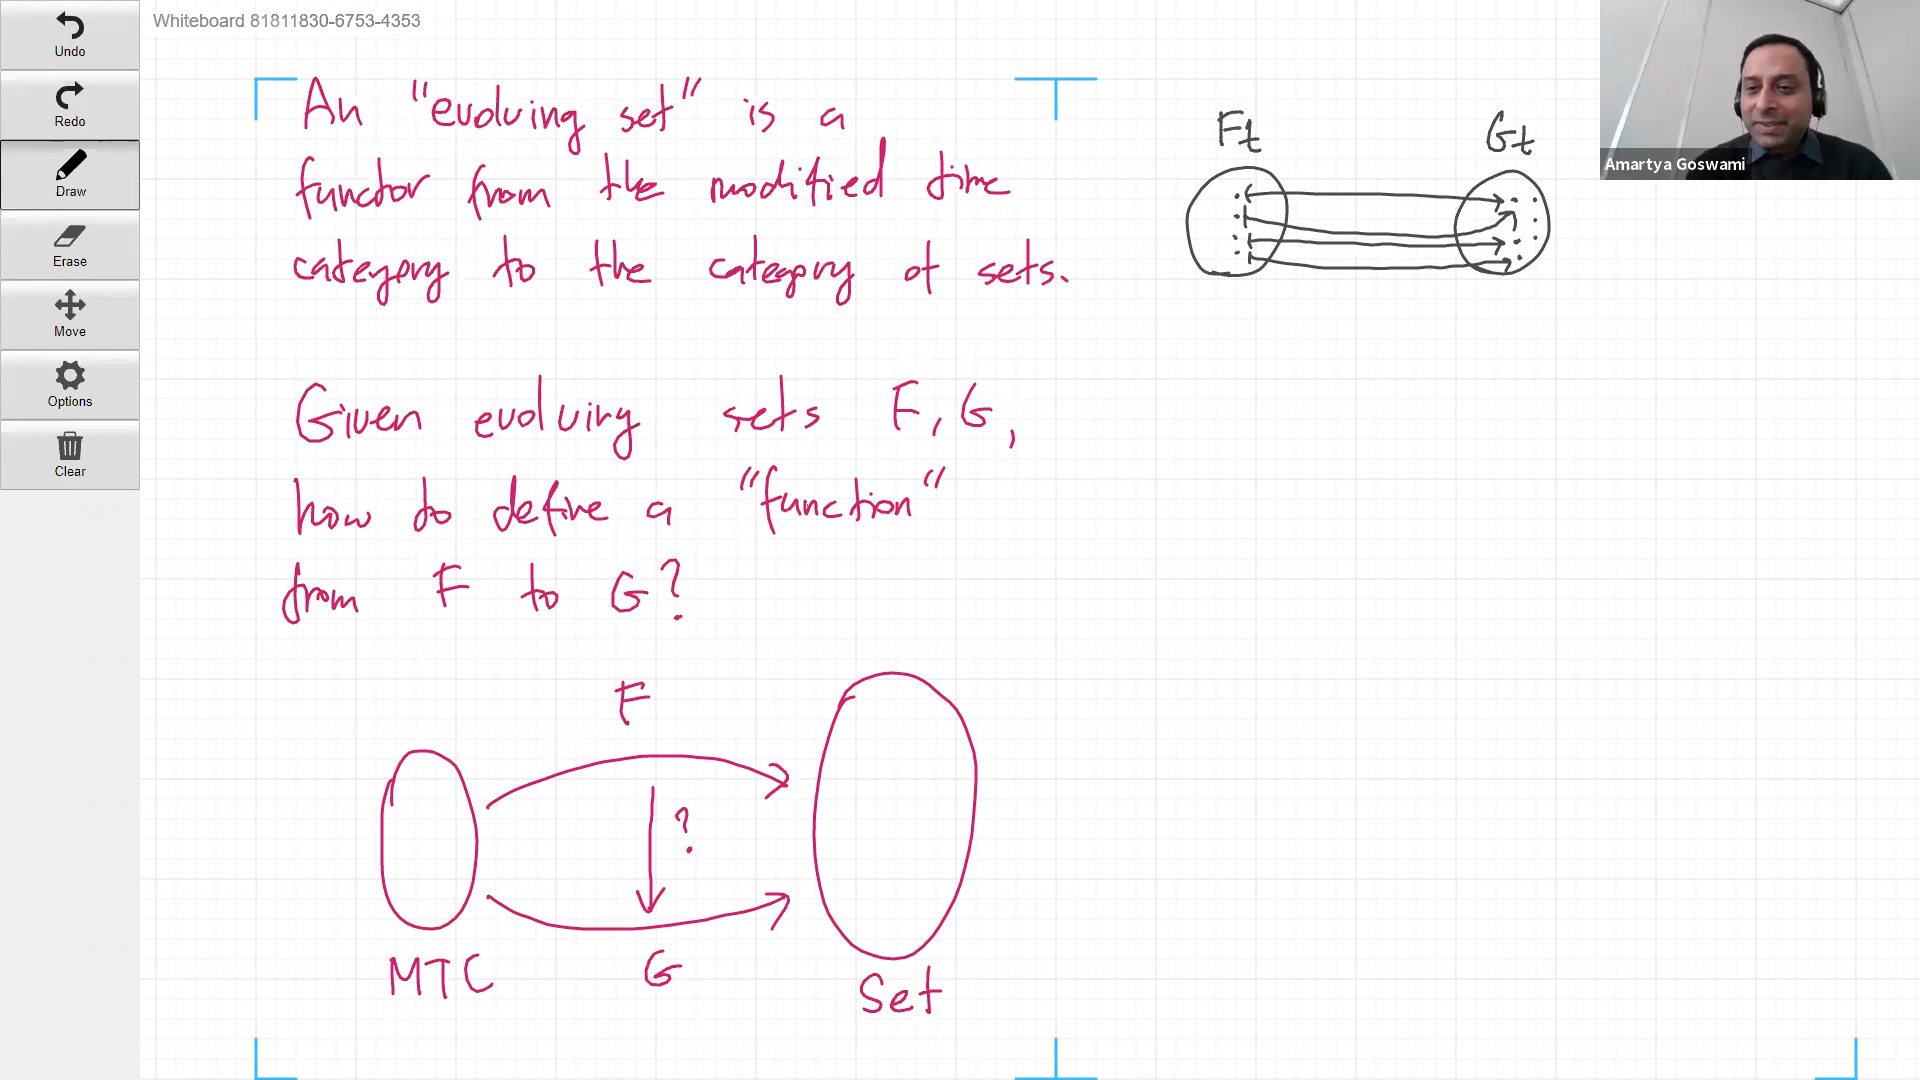 Whiteboard 81811830-6753-4353
Undo
Redo
Draw
Erase
Move
Options
Clear
An "evolving set" is a
functor from the modified time
category to the category of sets.
Given evolving sets F, G,
how to define a "function"
from F to G?
F
?
G
MTC
Set
Ft
Gt
Amartya Goswami